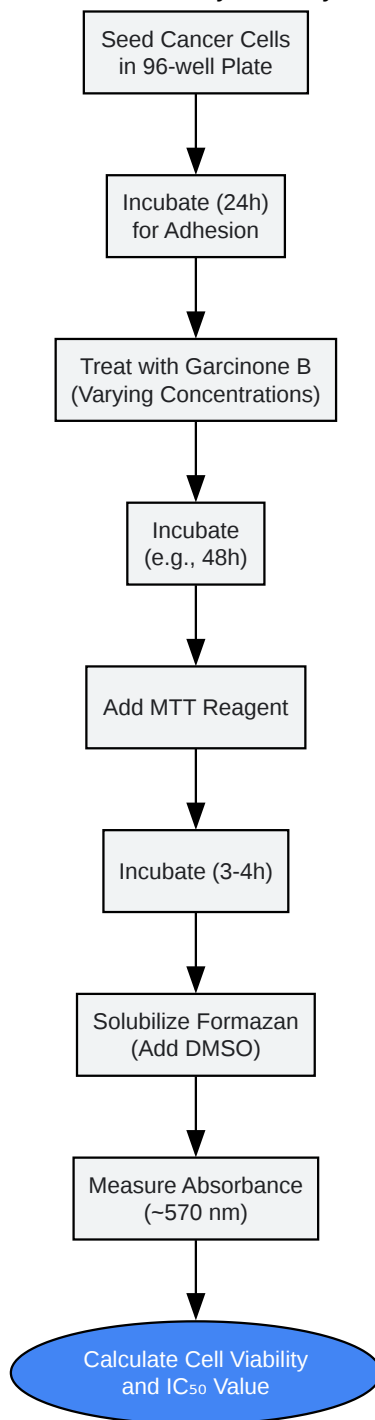 Seed Cancer Cells
in 96-well Plate
Incubate (24h)
for Adhesion
Treat with Garcinone B
(Varying Concentrations)
Incubate
(e.g., 48h)
Add MTT Reagent
Incubate (3-4h)
Solubilize Formazan
(Add DMSO)
Measure Absorbance
(~570 nm)
Calculate Cell Viability
and IC₅₀ Value